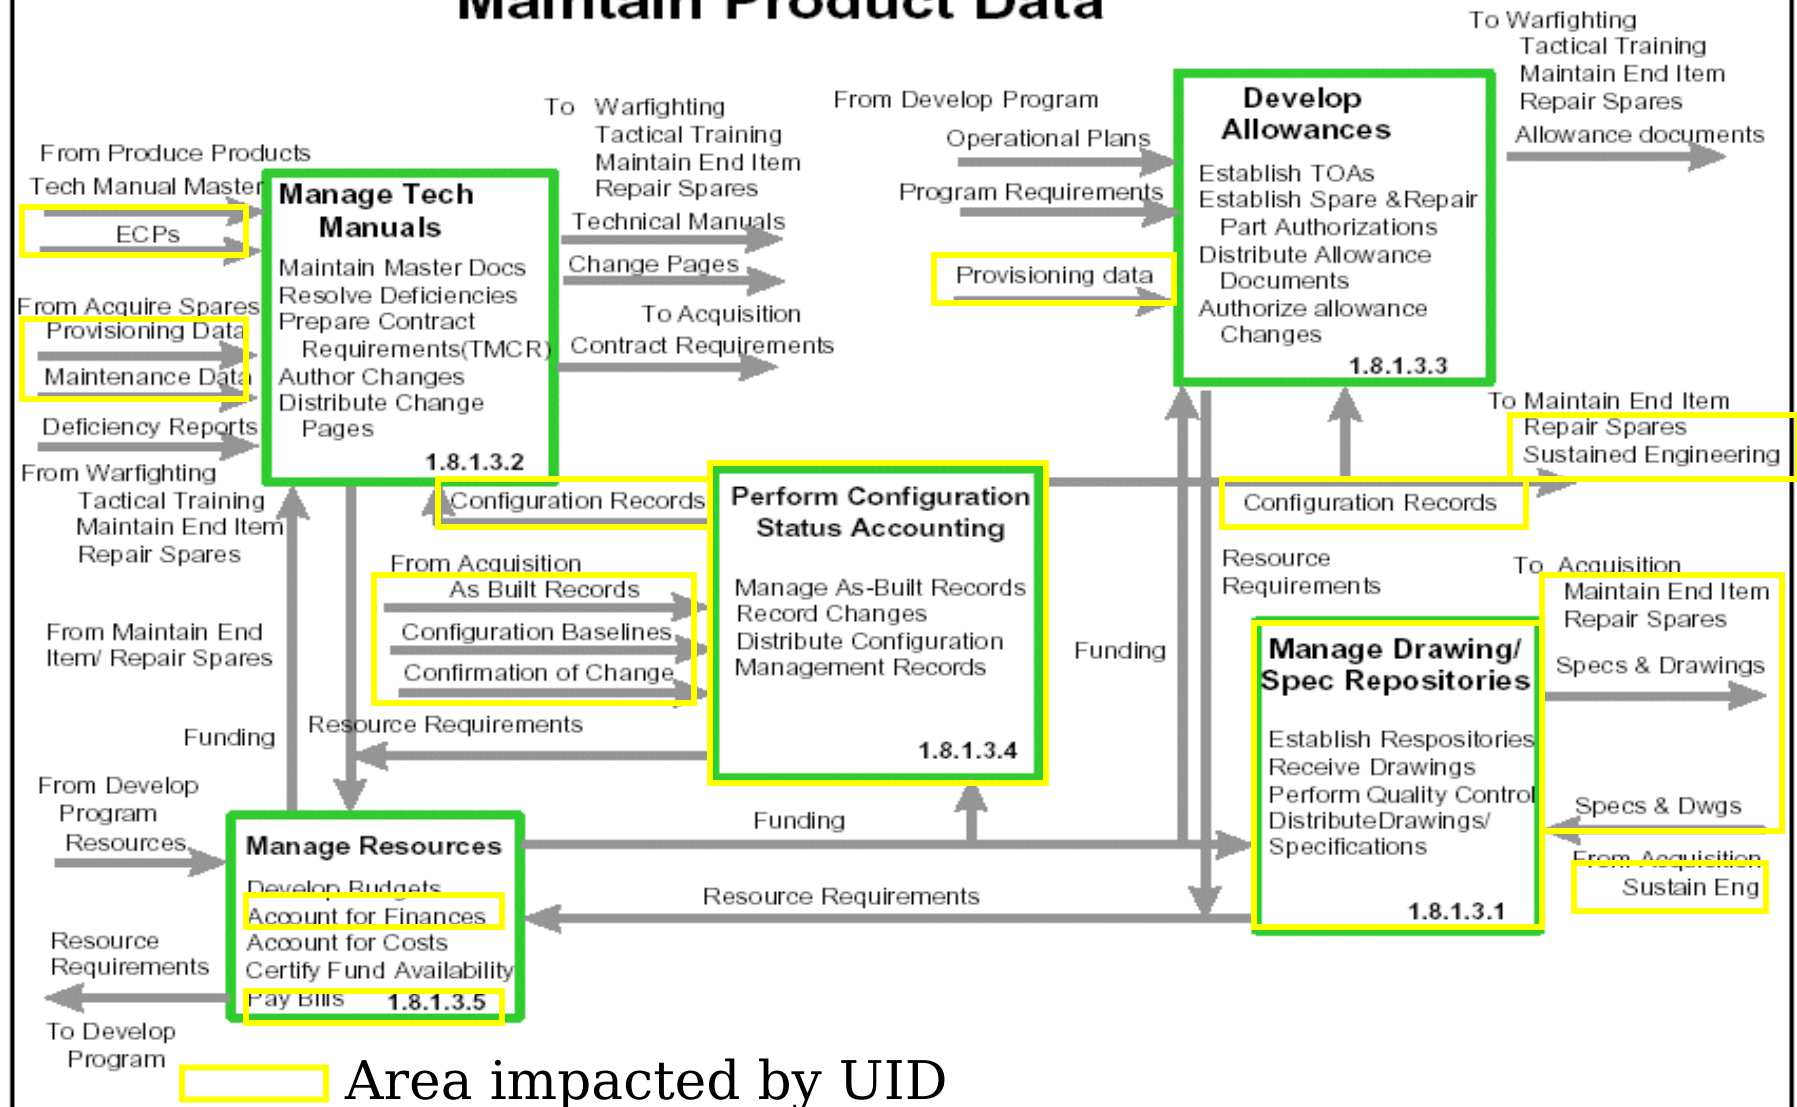 Maintain Product Data
To Warfighting
Tactical Training
Maintain End Item
Repair Spares
Allowance documents
From Develop Program
Operational Plans
Program Requirements
Provisioning data
Develop
Allowances
Establish TOAs
Establish Spare &Repair
Part Authorizations
Distribute Allowance
Documents
Authorize allowance
Changes
1.8.1.3.3
To Warfighting
Tactical Training
Maintain End Item
Repair Spares
Technical Manuals
Change Pages
To Acquisition
Contract Requirements
From Produce Products
Tech Manual Master
ECPs
From Acquire Spares
Provisioning Data
Maintenance Data
Deficiency Reports
From Warfighting
Tactical Training
Maintain End Item
Repair Spares
Manage Tech
Manuals
Maintain Master Docs
Resolve Deficiencies
Prepare Contract
Requirements(TMCR)
Author Changes
Distribute Change
Pages
1.8.1.3.2
To Maintain End Item
Repair Spares
Sustained Engineering
Configuration Records
Configuration Records
Perform Configuration
Status Accounting
Manage As-Built Records
Record Changes
Distribute Configuration
Management Records
1.8.1.3.4
From Acquisition
As Built Records
Configuration Baselines
Confirmation of Change
Resource Requirements
From Maintain End
Item/ Repair Spares
Funding
Resource
Requirements
Funding
To Acquisition
Maintain End Item
Repair Spares
Specs & Drawings
Specs & Dwgs
From Acquisition
Sustain Eng
Manage Drawing/
Spec Repositories
Establish Respositories
Receive Drawings
Perform Quality Control
DistributeDrawings/
Specifications
1.8.1.3.1
From Develop
Program
Resources
Manage Resources
Develop Budgets
Account for Finances
Account for Costs
Certify Fund Availability
Pay Bills 1.8.1.3.5
Funding
Resource Requirements
Resource
Requirements
To Develop
Program
Area impacted by UID